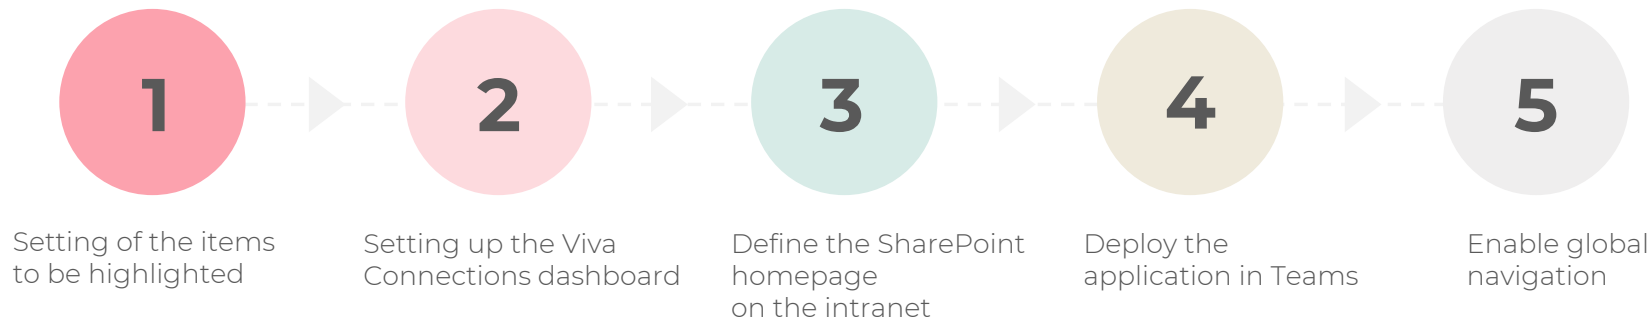 1
2
3
4
5
Setting of the items
to be highlighted
Setting up the Viva
Connections dashboard
Define the SharePoint
homepage
on the intranet
Deploy the
application in Teams
Enable global
navigation